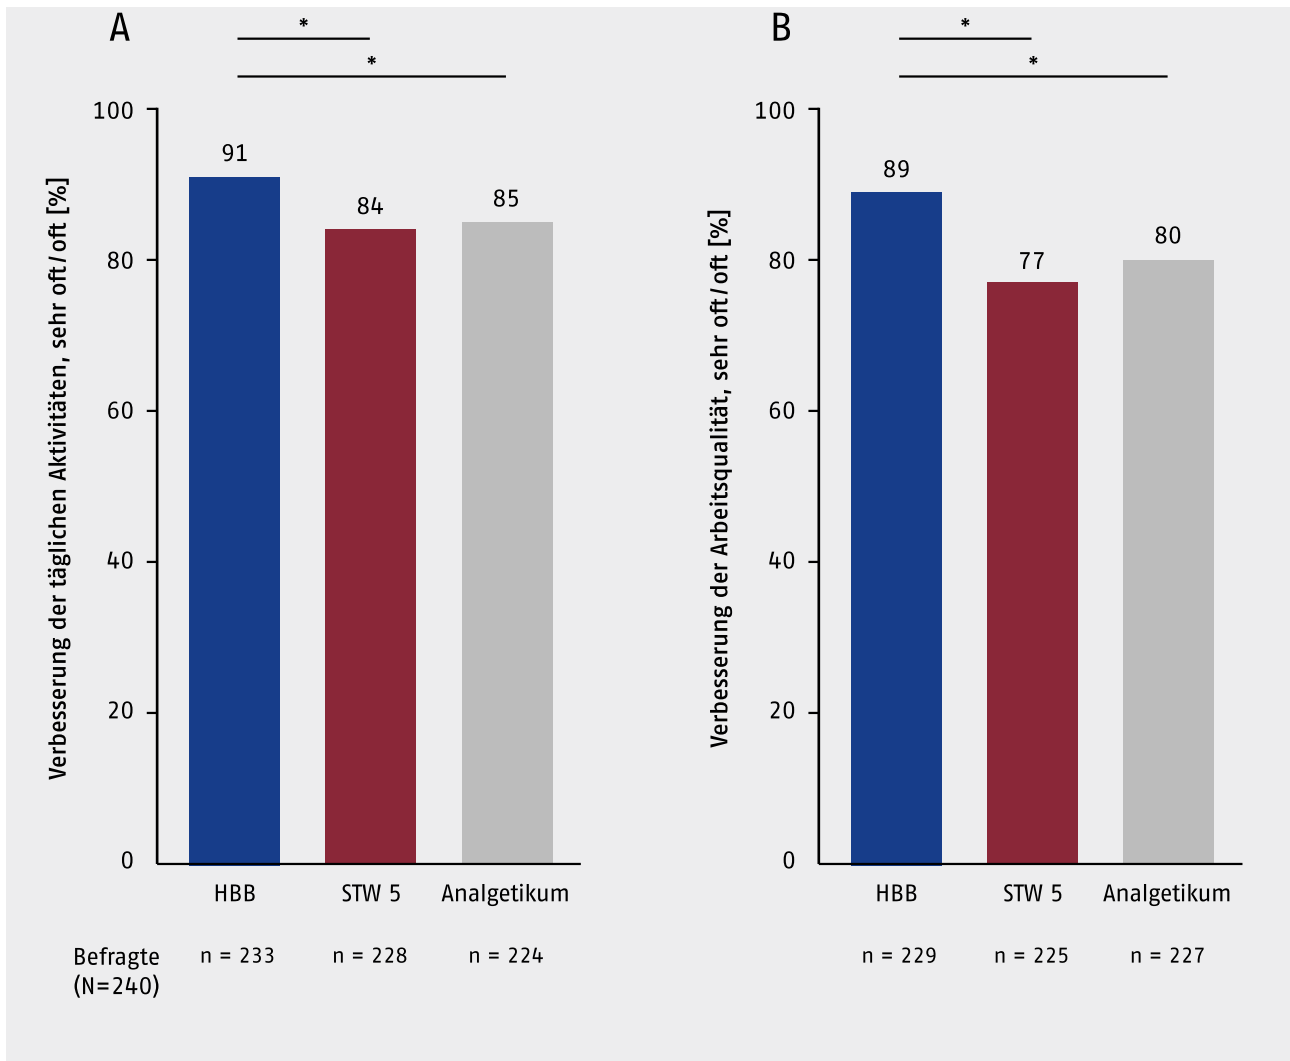 A
*
*
100
80
60
40
20
0
Verbesserung der täglichen Aktivitäten, sehr oft/oft [%]
91
84
85
HBB STW 5 Analgetikum
Befragte n = 233 n = 228 n = 224
(N=240)
B
*
*
100
80
60
40
20
0
Verbesserung der Arbeitsqualität, sehr oft/oft [%]
89
77
80
HBB STW 5 Analgetikum
n = 229 n = 225 n = 227